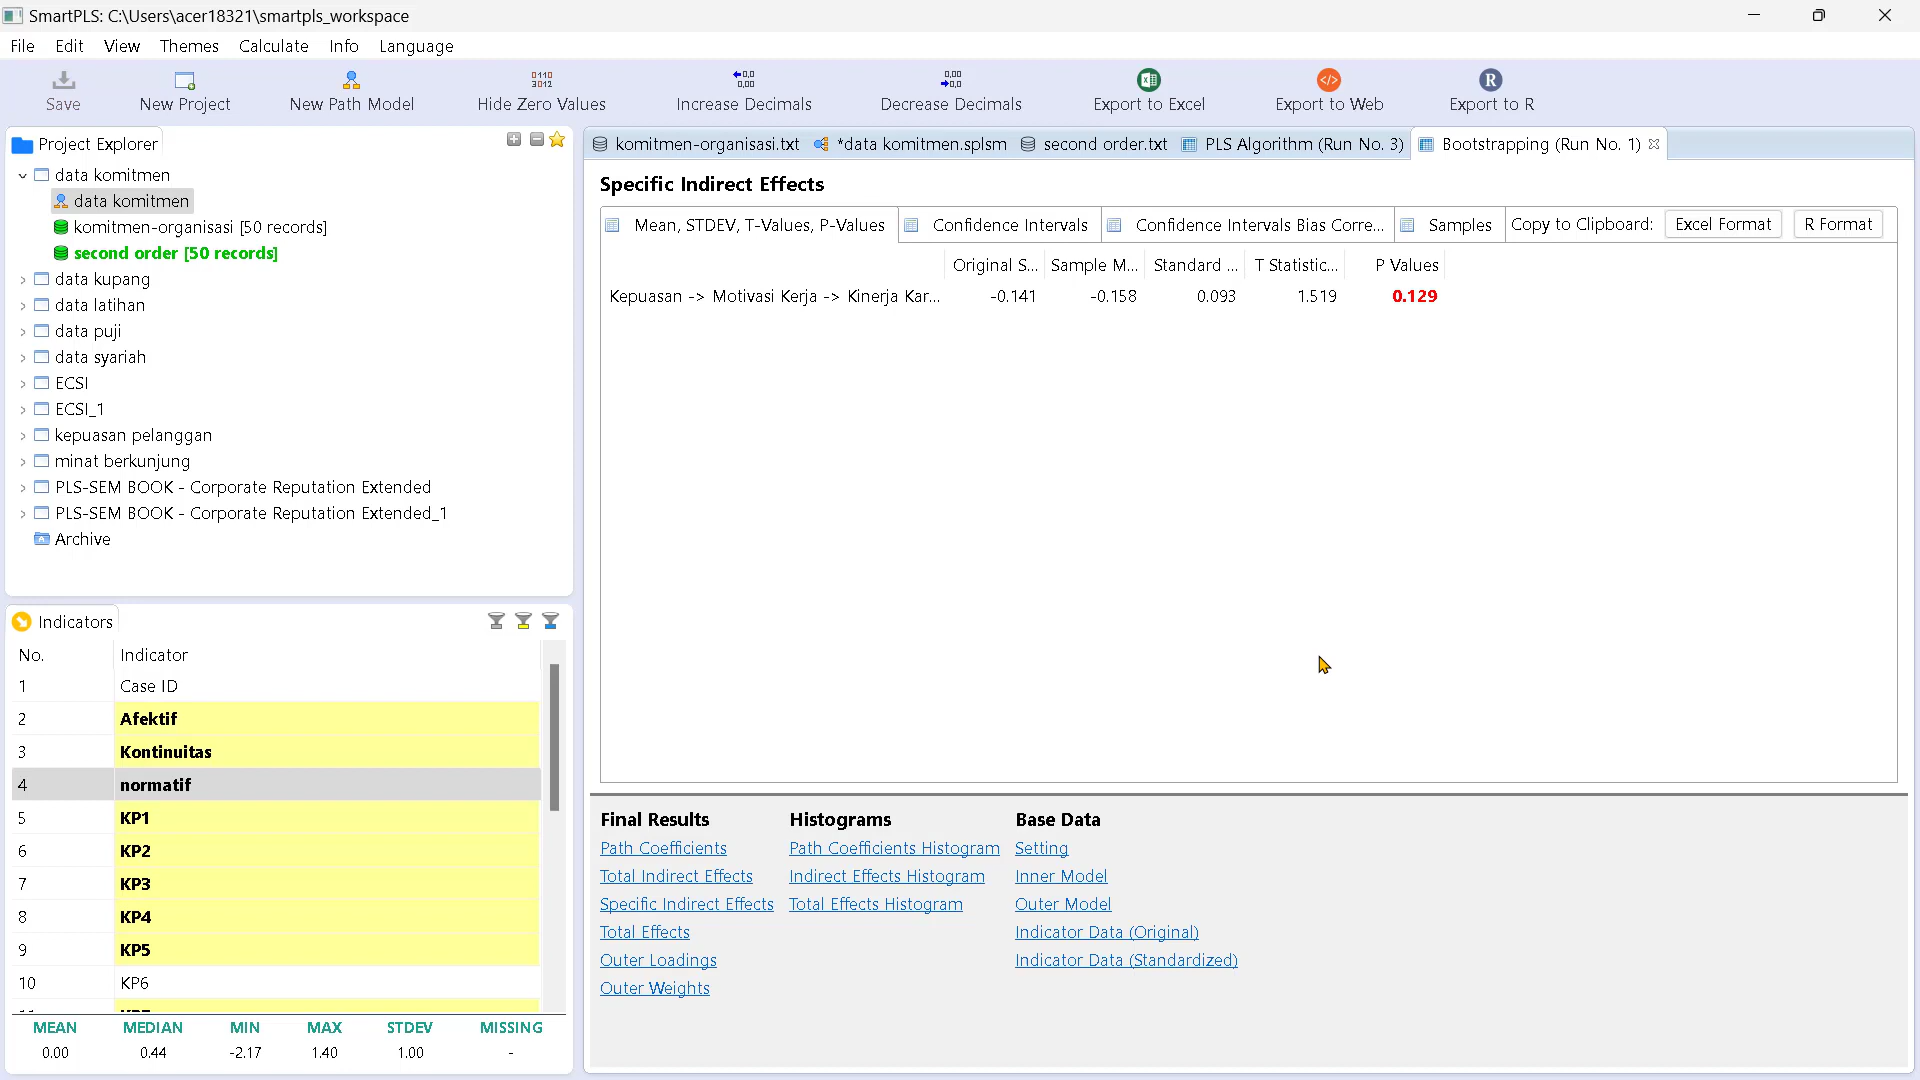 SmartPLS: C:\Users\acer18321\smartpls_workspace
File Edit View Themes Calculate Info Language
Save New Project New Path Model Hide Zero Values Increase Decimals Decrease Decimals Export to Excel Export to Web Export to R
Project Explorer
data komitmen
data komitmen
komitmen-organisasi [50 records]
second order [50 records]
data kupang
data latihan
data puji
data syariah
ECSI
ECSI_1
kepuasan pelanggan
minat berkunjung
PLS-SEM BOOK - Corporate Reputation Extended
PLS-SEM BOOK - Corporate Reputation Extended_1
Archive
Indicators
No. Indicator
1 Case ID
2 Afektif
3 Kontinuitas
4 normatif
5 KP1
6 KP2
7 KP3
8 KP4
9 KP5
10 KP6
MEAN MEDIAN MIN MAX STDEV MISSING
0.00 0.44 -2.17 1.40 1.00 -
komitmen-organisasi.txt *data komitmen.splsm second order.txt PLS Algorithm (Run No. 3) Bootstrapping (Run No. 1)
Specific Indirect Effects
Mean, STDEV, T-Values, P-Values Confidence Intervals Confidence Intervals Bias Corre... Samples Copy to Clipboard: Excel Format R Format
Original S... Sample M... Standard ... T Statistic... P Values
Kepuasan -> Motivasi Kerja -> Kinerja Kar... -0.141 -0.158 0.093 1.519 0.129
Final Results Histograms Base Data
Path Coefficients Path Coefficients Histogram Setting
Total Indirect Effects Indirect Effects Histogram Inner Model
Specific Indirect Effects Total Effects Histogram Outer Model
Total Effects Indicator Data (Original)
Outer Loadings Indicator Data (Standardized)
Outer Weights